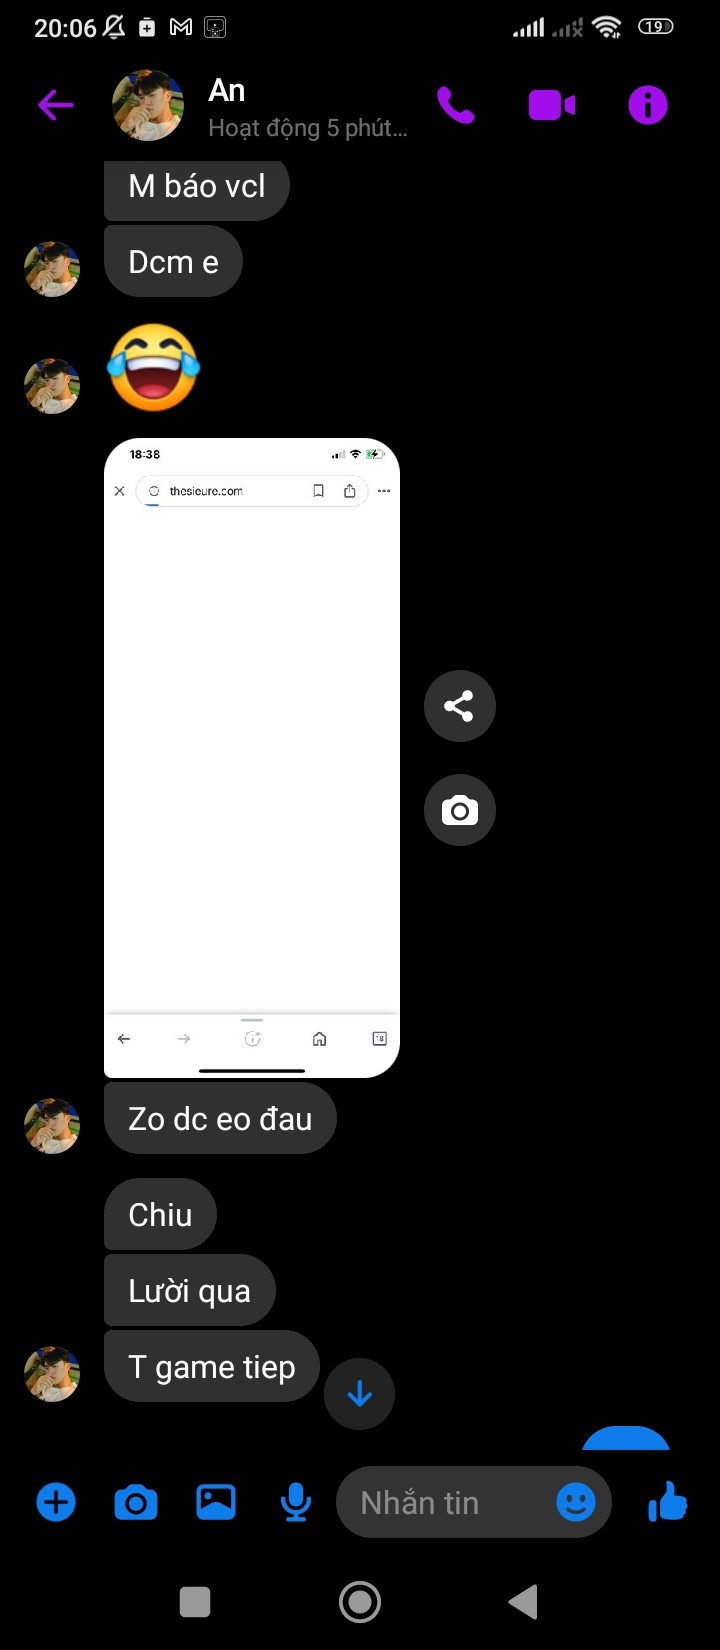 20:06
19
An
Hoạt động 5 phút...
M báo vcl
Dcm e
18:38
thesieure.com
18
Zo dc eo đau
Chiu
Lười qua
T game tiep
Nhắn tin